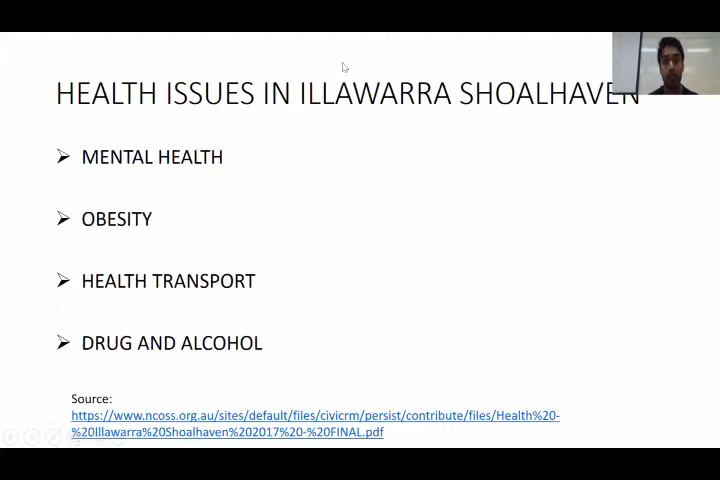 HEALTH ISSUES IN ILLAWARRA SHOALHAVEN
MENTAL HEALTH
OBESITY
HEALTH TRANSPORT
DRUG AND ALCOHOL
Source:
https://www.ncoss.org.au/sites/default/files/civicrm/persist/contribute/files/Health%20-
%20Illawarra%20Shoalhaven%202017%20-%20FINAL.pdf